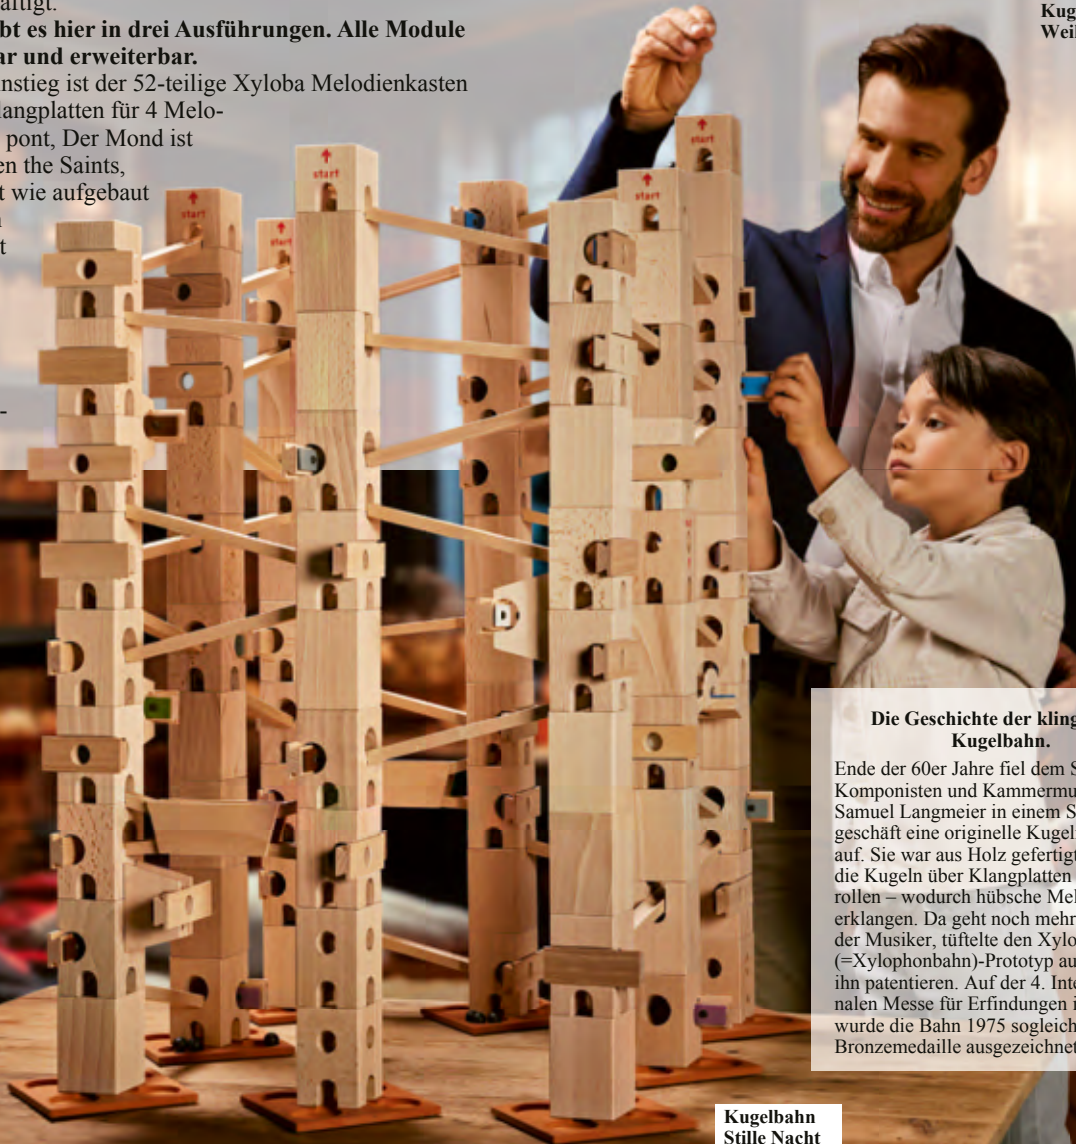 bt es hier in drei Ausführungen. Alle Module
ar und erweiterbar.
nstieg ist der 52-teilige Xyloba Melodienkasten
langplatten für 4 Melo-
pont, Der Mond ist
en the Saints,
t wie aufgebaut
t
-
Kug
Weih
start
start
start
start
start
Die Geschichte der kling
Kugelbahn.
Ende der 60er Jahre fiel dem S
Komponisten und Kammermu
Samuel Langmeier in einem S
geschäft eine originelle Kugel
auf. Sie war aus Holz gefertigt
die Kugeln über Klangplatten
rollen – wodurch hübsche Mel
erklangen. Da geht noch mehr
der Musiker, tüftelte den Xylo
(=Xylophonbahn)-Prototyp au
ihn patentieren. Auf der 4. Inte
nalen Messe für Erfindungen i
wurde die Bahn 1975 sogleich
Bronzemedaille ausgezeichnet
Kugelbahn
Stille Nacht